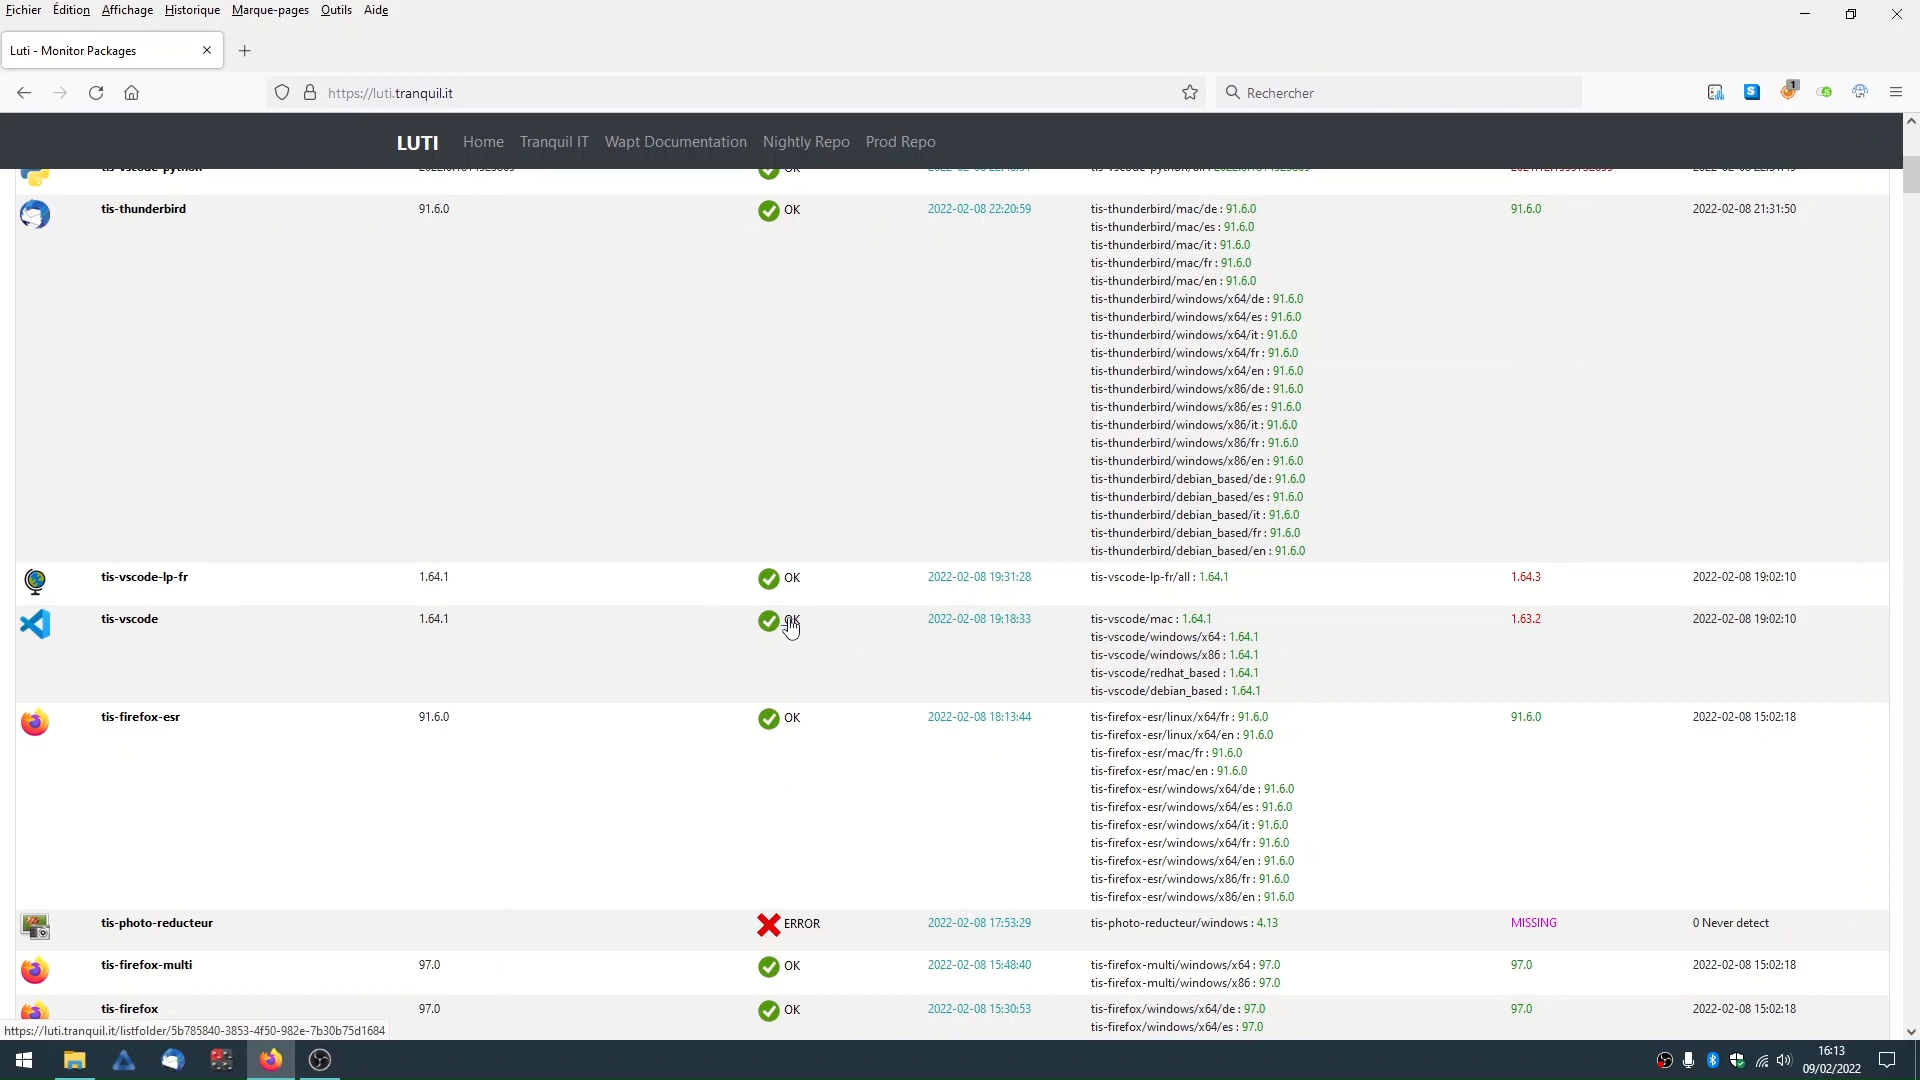 Fichier Édition Affichage Historique Marque-pages Outils Aide
Luti - Monitor Packages
https://luti.tranquil.it
Rechercher
1
LUTI Home Tranquil IT Wapt Documentation Nightly Repo Prod Repo
tis-vscode-python OK
tis-thunderbird 91.6.0 OK 2022-02-08 22:20:59 tis-thunderbird/mac/de : 91.6.0 91.6.0 2022-02-08 21:31:50
tis-thunderbird/mac/es : 91.6.0
tis-thunderbird/mac/it : 91.6.0
tis-thunderbird/mac/fr : 91.6.0
tis-thunderbird/mac/en : 91.6.0
tis-thunderbird/windows/x64/de : 91.6.0
tis-thunderbird/windows/x64/es : 91.6.0
tis-thunderbird/windows/x64/it : 91.6.0
tis-thunderbird/windows/x64/fr : 91.6.0
tis-thunderbird/windows/x64/en : 91.6.0
tis-thunderbird/windows/x86/de : 91.6.0
tis-thunderbird/windows/x86/es : 91.6.0
tis-thunderbird/windows/x86/it : 91.6.0
tis-thunderbird/windows/x86/fr : 91.6.0
tis-thunderbird/windows/x86/en : 91.6.0
tis-thunderbird/debian_based/de : 91.6.0
tis-thunderbird/debian_based/es : 91.6.0
tis-thunderbird/debian_based/it : 91.6.0
tis-thunderbird/debian_based/fr : 91.6.0
tis-thunderbird/debian_based/en : 91.6.0
tis-vscode-lp-fr 1.64.1 OK 2022-02-08 19:31:28 tis-vscode-lp-fr/all : 1.64.1 1.64.3 2022-02-08 19:02:10
tis-vscode 1.64.1 OK 2022-02-08 19:18:33 tis-vscode/mac : 1.64.1 1.63.2 2022-02-08 19:02:10
tis-vscode/windows/x64 : 1.64.1
tis-vscode/windows/x86 : 1.64.1
tis-vscode/redhat_based : 1.64.1
tis-vscode/debian_based : 1.64.1
tis-firefox-esr 91.6.0 OK 2022-02-08 18:13:44 tis-firefox-esr/linux/x64/fr : 91.6.0 91.6.0 2022-02-08 15:02:18
tis-firefox-esr/linux/x64/en : 91.6.0
tis-firefox-esr/mac/fr : 91.6.0
tis-firefox-esr/mac/en : 91.6.0
tis-firefox-esr/windows/x64/de : 91.6.0
tis-firefox-esr/windows/x64/es : 91.6.0
tis-firefox-esr/windows/x64/it : 91.6.0
tis-firefox-esr/windows/x64/fr : 91.6.0
tis-firefox-esr/windows/x64/en : 91.6.0
tis-firefox-esr/windows/x86/fr : 91.6.0
tis-firefox-esr/windows/x86/en : 91.6.0
tis-photo-reducteur ERROR 2022-02-08 17:53:29 tis-photo-reducteur/windows : 4.13 MISSING 0 Never detect
tis-firefox-multi 97.0 OK 2022-02-08 15:48:40 tis-firefox-multi/windows/x64 : 97.0 97.0 2022-02-08 15:02:18
tis-firefox-multi/windows/x86 : 97.0
tis-firefox 97.0 OK 2022-02-08 15:30:53 tis-firefox/windows/x64/de : 97.0 97.0 2022-02-08 15:02:18
tis-firefox/windows/x64/es : 97.0
https://luti.tranquil.it/listfolder/5b785840-3853-4f50-982e-7b30b75d1684
16:13
09/02/2022